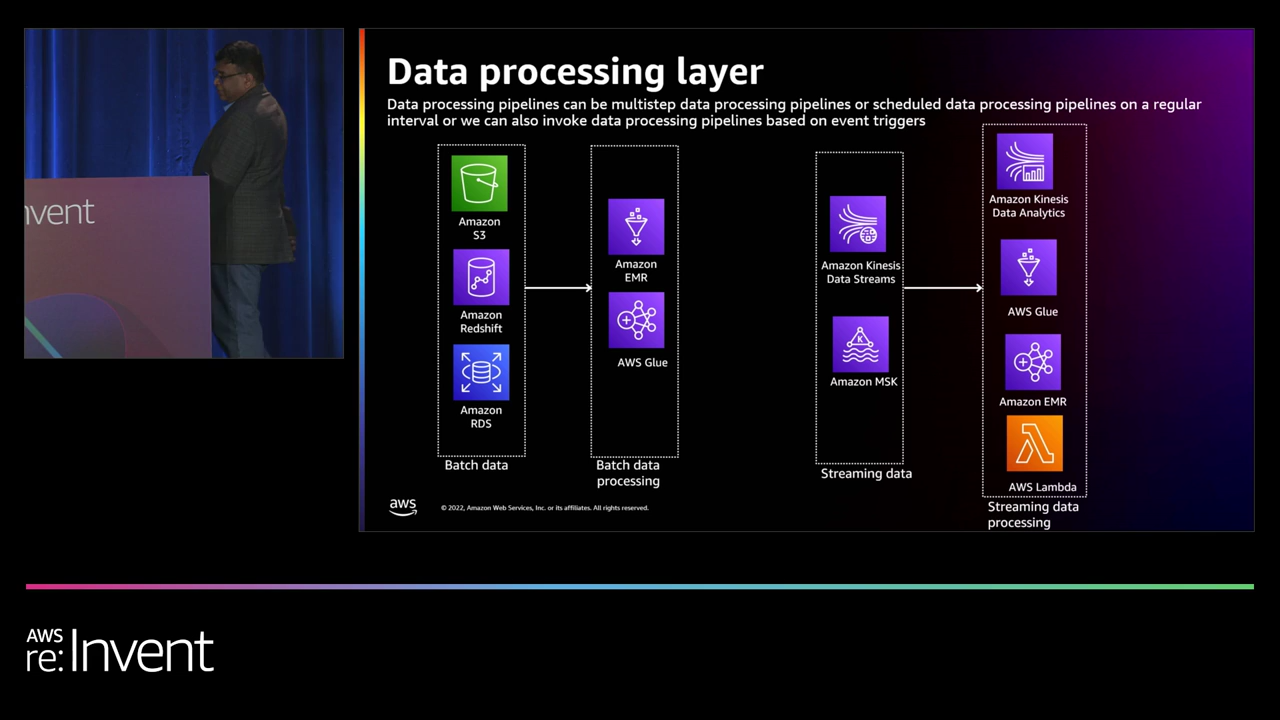 nvent
Data processing layer
Data processing pipelines can be multistep data processing pipelines or scheduled data processing pipelines on a regular
interval or we can also invoke data processing pipelines based on event triggers
Amazon
S3
Amazon
Redshift
Amazon
RDS
Batch data
Amazon
EMR
AWS Glue
Batch data
processing
Amazon Kinesis
Data Streams
K
Amazon MSK
Streaming data
Amazon Kinesis
Data Analytics
AWS Glue
Amazon EMR
AWS Lambda
Streaming data
processing
aws
© 2022, Amazon Web Services, Inc. or its affiliates. All rights reserved.
AWS
re:Invent